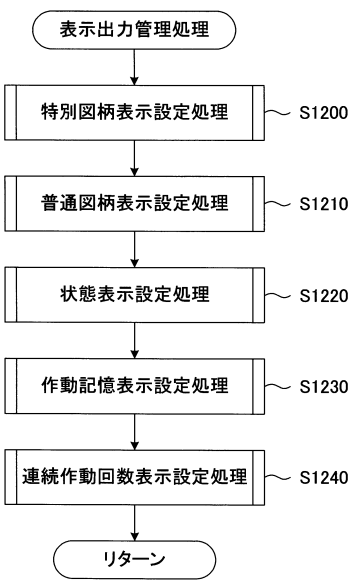 表示出力管理処理
特別図柄表示設定処理 S1200
普通図柄表示設定処理 S1210
状態表示設定処理 S1220
作動記憶表示設定処理 S1230
連続作動回数表示設定処理 S1240
リターン